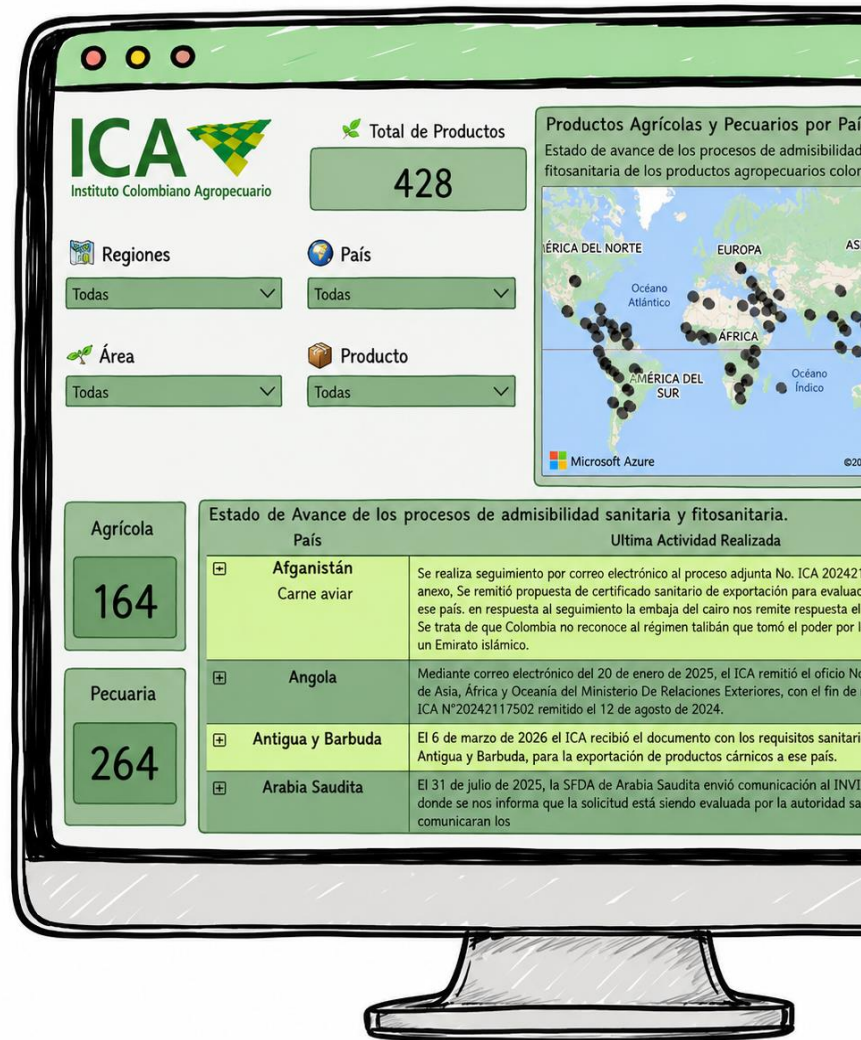 ICA
Instituto Colombiano Agropecuario
Total de Productos
428
Regiones
Todas
País
Todas
Área
Todas
Producto
Todas
Productos Agrícolas y Pecuarios por Paí
Estado de avance de los procesos de admisibilidad
fitosanitaria de los productos agropecuarios color
ÉRICA DEL NORTE
EUROPA
AS
Océano
Atlántico
ÁFRICA
AMÉRICA DEL
SUR
Océano
Índico
Microsoft Azure
©20
Agrícola
164
Pecuaria
264
Estado de Avance de los procesos de admisibilidad sanitaria y fitosanitaria.
País
Ultima Actividad Realizada
Afganistán
Carne aviar
Se realiza seguimiento por correo electrónico al proceso adjunta No. ICA 202421
anexo, Se remitió propuesta de certificado sanitario de exportación para evaluac
ese país. en respuesta al seguimiento la embaja del cairo nos remite respuesta el
Se trata de que Colombia no reconoce al régimen talibán que tomó el poder por l
un Emirato islámico.
Angola
Mediante correo electrónico del 20 de enero de 2025, el ICA remitió el oficio No
de Asia, África y Oceanía del Ministerio De Relaciones Exteriores, con el fin de
ICA N°20242117502 remitido el 12 de agosto de 2024.
Antigua y Barbuda
El 6 de marzo de 2026 el ICA recibió el documento con los requisitos sanitari
Antigua y Barbuda, para la exportación de productos cárnicos a ese país.
Arabia Saudita
El 31 de julio de 2025, la SFDA de Arabia Saudita envió comunicación al INVI
donde se nos informa que la solicitud está siendo evaluada por la autoridad sa
comunicaran los